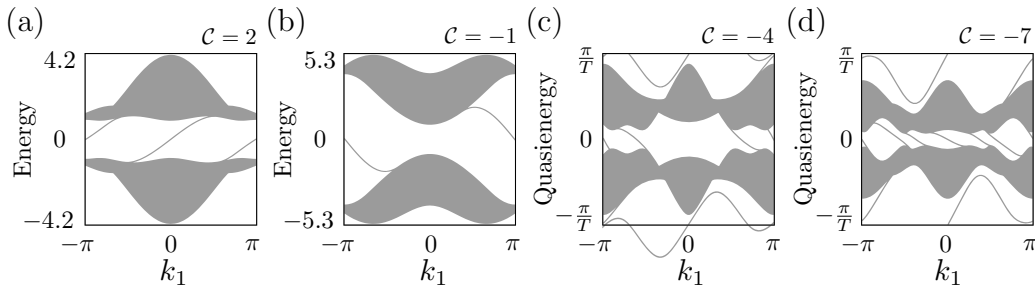 (a)
C = 2
4.2
0
−4.2
Energy
−π
0
π
k₁
(b)
C = −1
5.3
0
−5.3
Energy
−π
0
π
k₁
(c)
C = −4
π/T
0
−π/T
Quasienergy
−π
0
π
k₁
(d)
C = −7
π/T
0
−π/T
Quasienergy
−π
0
π
k₁